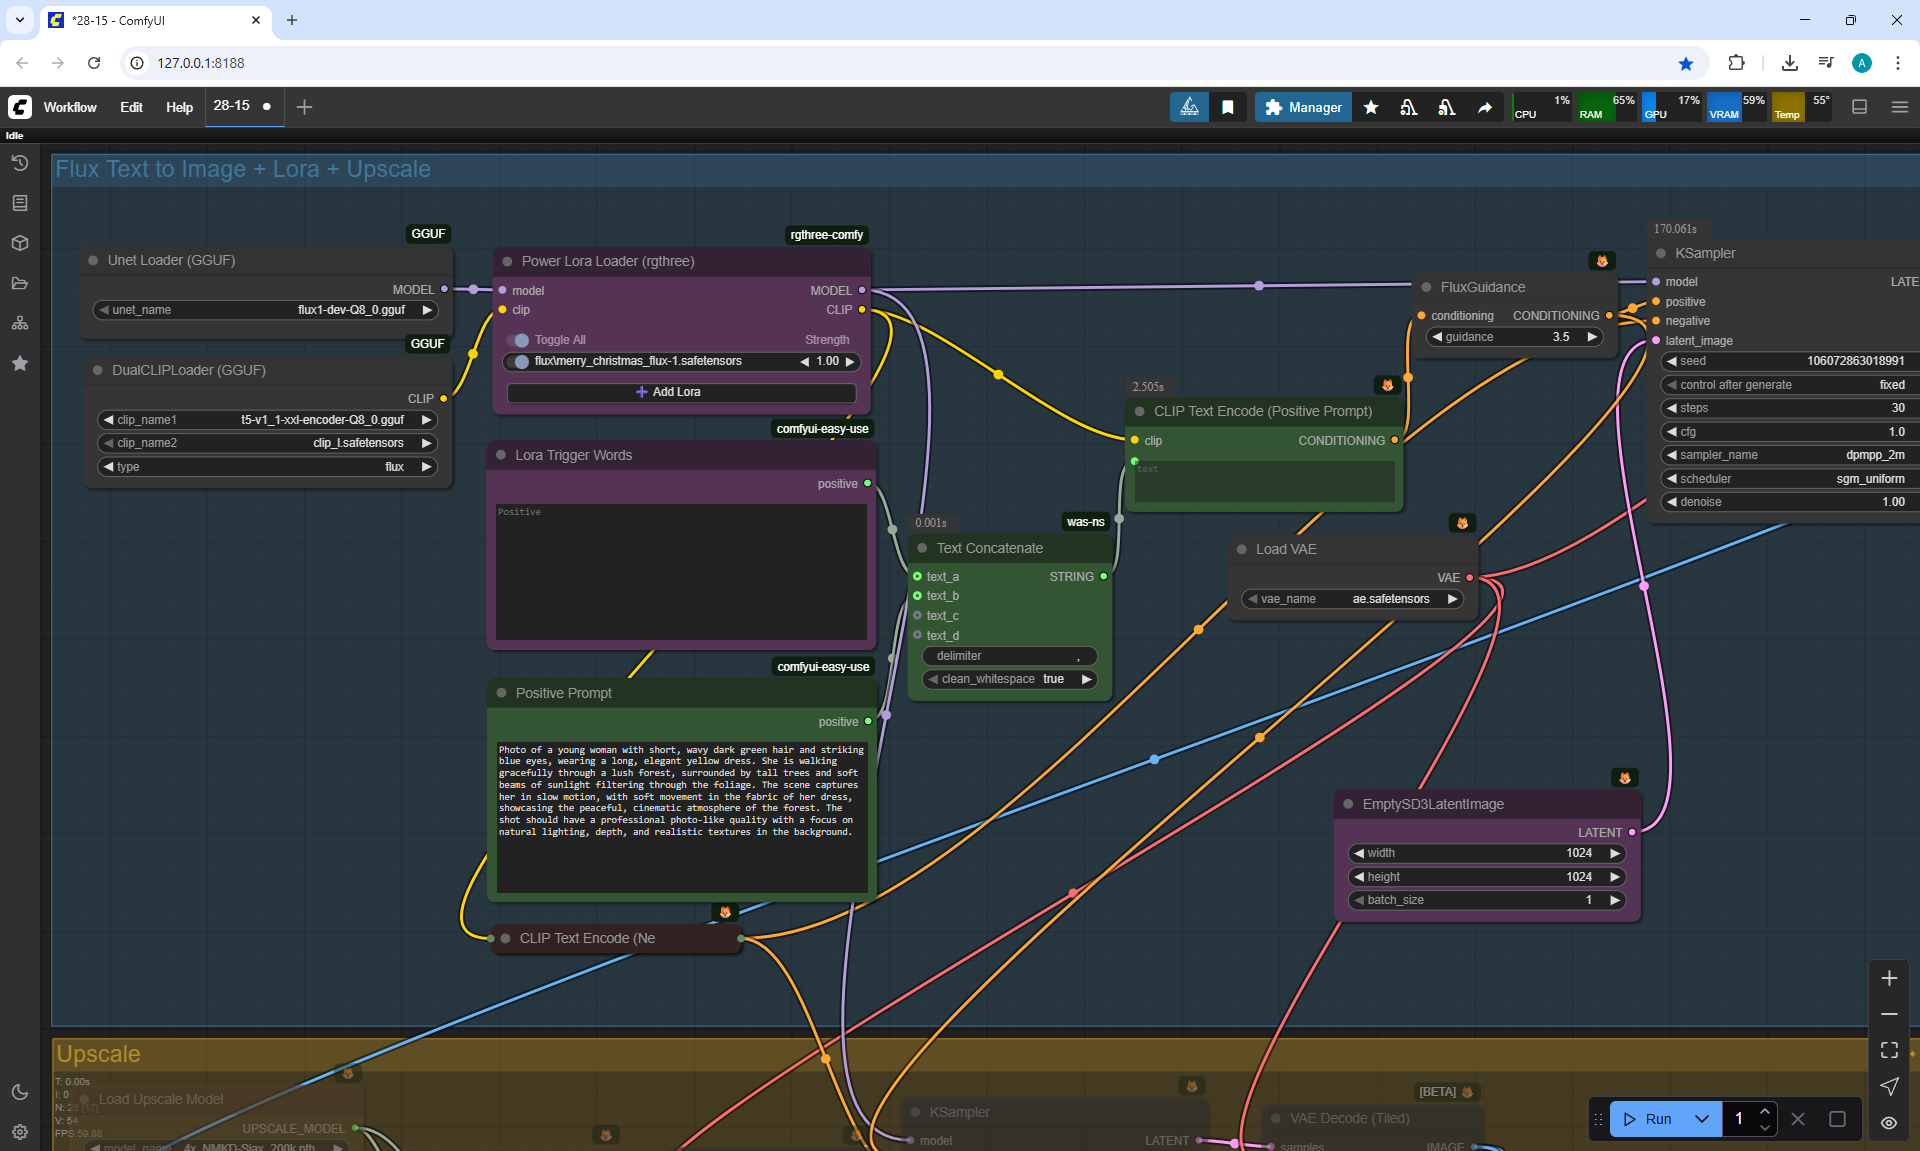 *28-15 - ComfyUI
127.0.0.1:8188
Workflow
Edit
Help
28-15
Manager
CPU 1%
RAM 65%
GPU 17%
VRAM 59%
Temp 55°
Idle
Flux Text to Image + Lora + Upscale
GGUF
Unet Loader (GGUF)
MODEL
unet_name flux1-dev-Q8_0.gguf
GGUF
DualCLIPLoader (GGUF)
CLIP
clip_name1 t5-v1_1-xxl-encoder-Q8_0.gguf
clip_name2 clip_l.safetensors
type flux
rgthree-comfy
Power Lora Loader (rgthree)
model MODEL
clip CLIP
Toggle All Strength
flux\merry_christmas_flux-1.safetensors 1.00
Add Lora
comfyui-easy-use
Lora Trigger Words
positive
Positive
comfyui-easy-use
Positive Prompt
positive
Photo of a young woman with short, wavy dark green hair and striking
blue eyes, wearing a long, elegant yellow dress. She is walking
gracefully through a lush forest, surrounded by tall trees and soft
beams of sunlight filtering through the foliage. The scene captures
her in slow motion, with soft movement in the fabric of her dress,
showcasing the peaceful, cinematic atmosphere of the forest. The
shot should have a professional photo-like quality with a focus on
natural lighting, depth, and realistic textures in the background.
CLIP Text Encode (Ne
0.001s
was-ns
Text Concatenate
text_a STRING
text_b
text_c
text_d
delimiter ,
clean_whitespace true
2.505s
CLIP Text Encode (Positive Prompt)
clip CONDITIONING
text
FluxGuidance
conditioning CONDITIONING
guidance 3.5
Load VAE
VAE
vae_name ae.safetensors
EmptySD3LatentImage
LATENT
width 1024
height 1024
batch_size 1
170.061s
KSampler
model LATE
positive
negative
latent_image
seed 106072863018991
control after generate fixed
steps 30
cfg 1.0
sampler_name dpmpp_2m
scheduler sgm_uniform
denoise 1.00
Upscale
T: 0.00s
I: 0
N: 28 [17]
V: 54
FPS:59.88
Load Upscale Model
UPSCALE_MODEL
model_name 4x_NMKD-Siax_200k.pth
KSampler
model LATENT
[BETA]
VAE Decode (Tiled)
samples IMAGE
Run
1
A